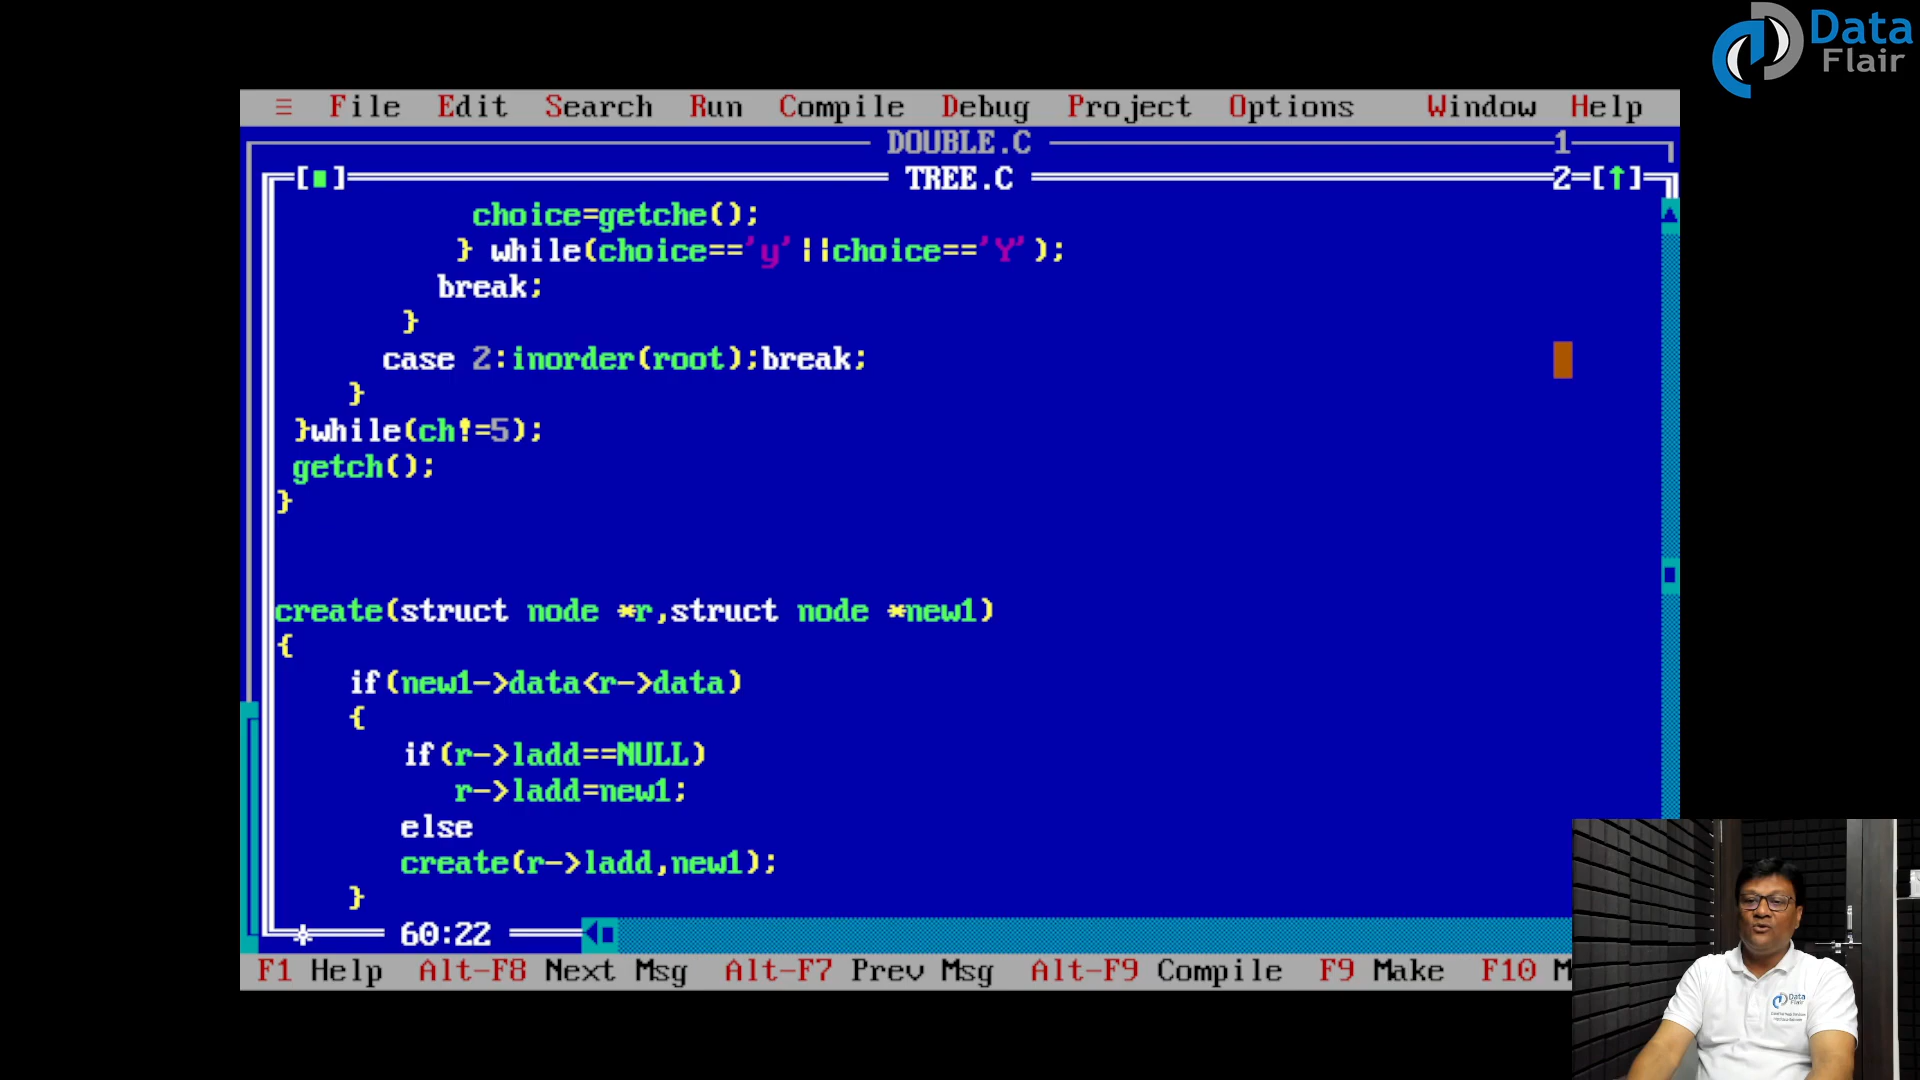 Data
Flair
≡ File Edit Search Run Compile Debug Project Options Window Help
DOUBLE.C 1
[■] TREE.C 2=[↑]
choice=getche();
} while(choice=='y'||choice=='Y');
break;
}
case 2:inorder(root);break;
}
}while(ch!=5);
getch();
}
create(struct node *r,struct node *new1)
{
if(new1->data<r->data)
{
if(r->ladd==NULL)
r->ladd=new1;
else
create(r->ladd,new1);
}
60:22
F1 Help Alt-F8 Next Msg Alt-F7 Prev Msg Alt-F9 Compile F9 Make F10 M
Data
Flair